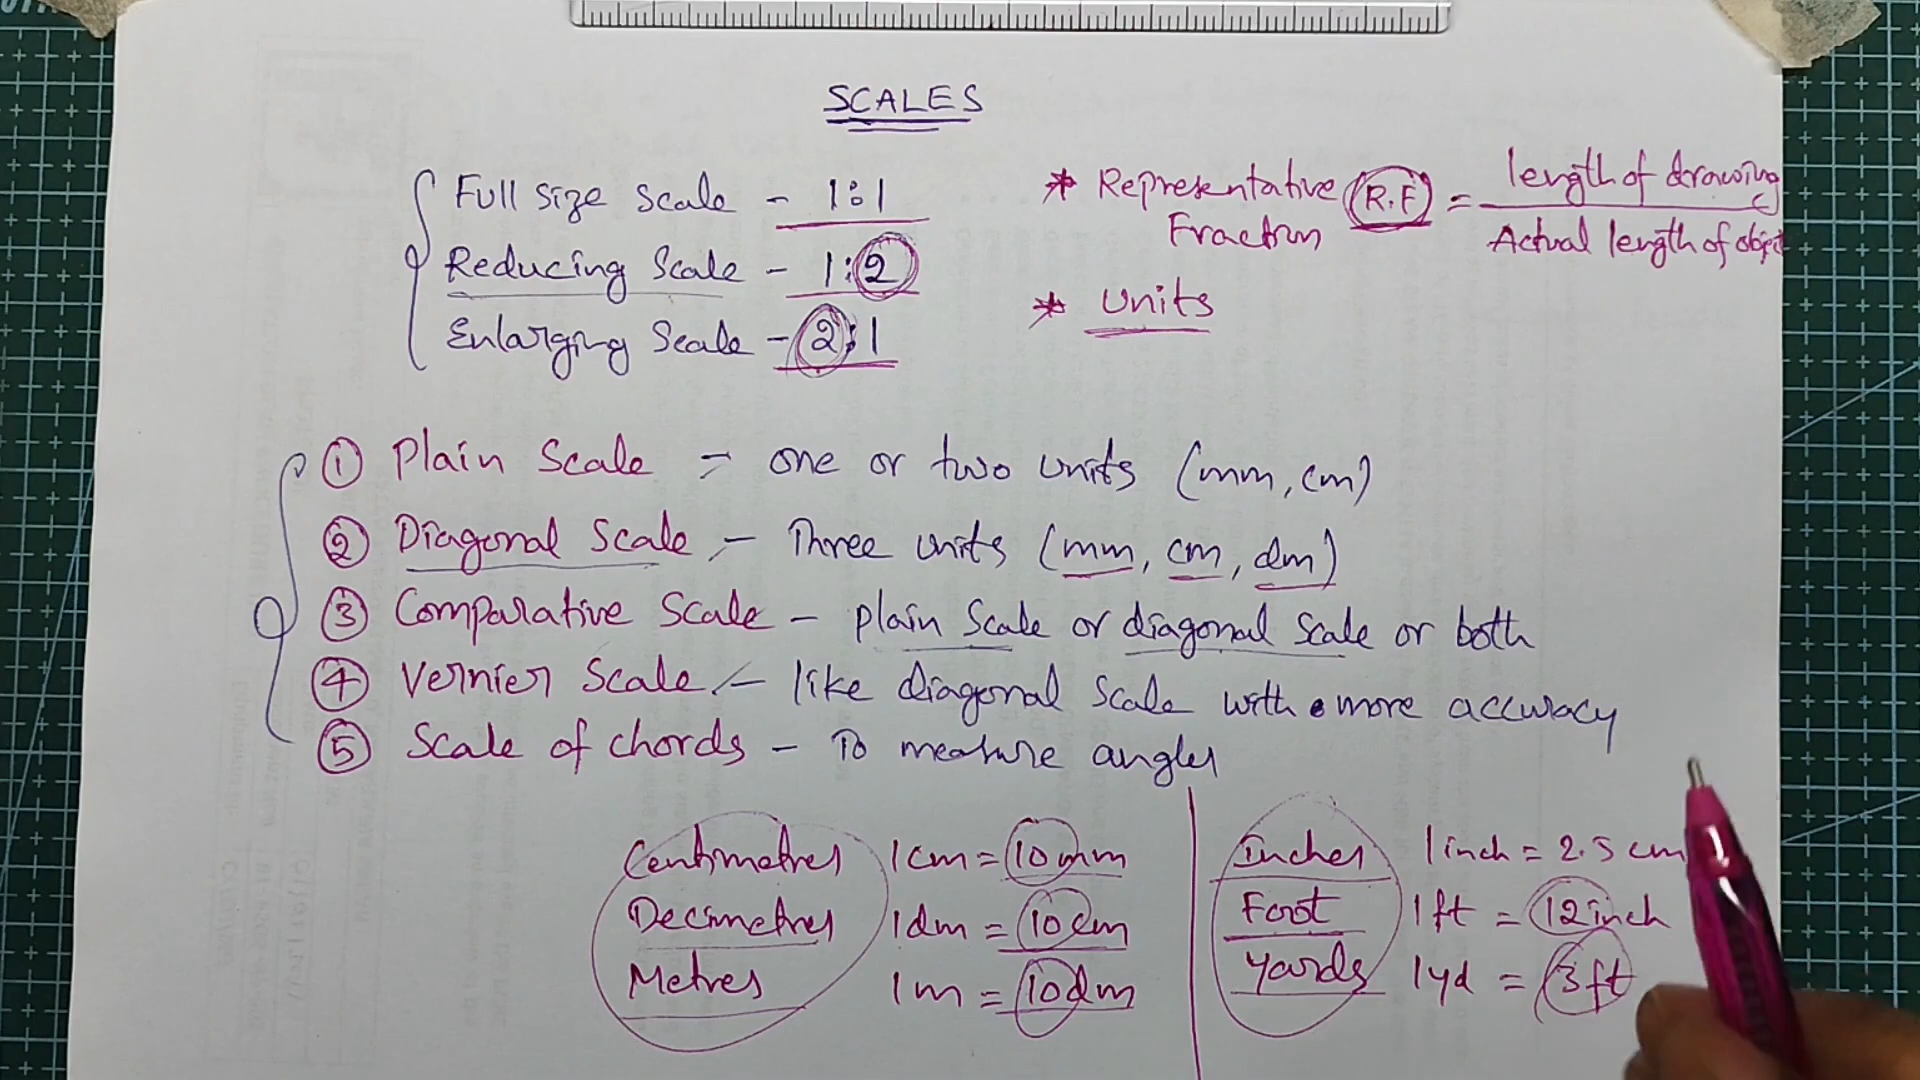 SCALES
Full Size Scale - 1:1
Reducing Scale - 1:2
Enlarging Scale - 2:1
* Representative Fraction (R.F) = length of drawing / Actual length of
* Units
① Plain Scale - one or two units (mm, cm)
② Diagonal Scale - Three units (mm, cm, dm)
③ Comparative Scale - plain Scale or diagonal Scale or both
④ Vernier Scale - like diagonal Scale with more accuracy
⑤ Scale of chords - To measure angles
Centimetres 1cm = 10mm
Decimetres 1dm = 10cm
Metres 1m = 10dm
Inches 1inch = 2.5 cm
Foot 1ft = 12inch
Yards 1yd = 3ft